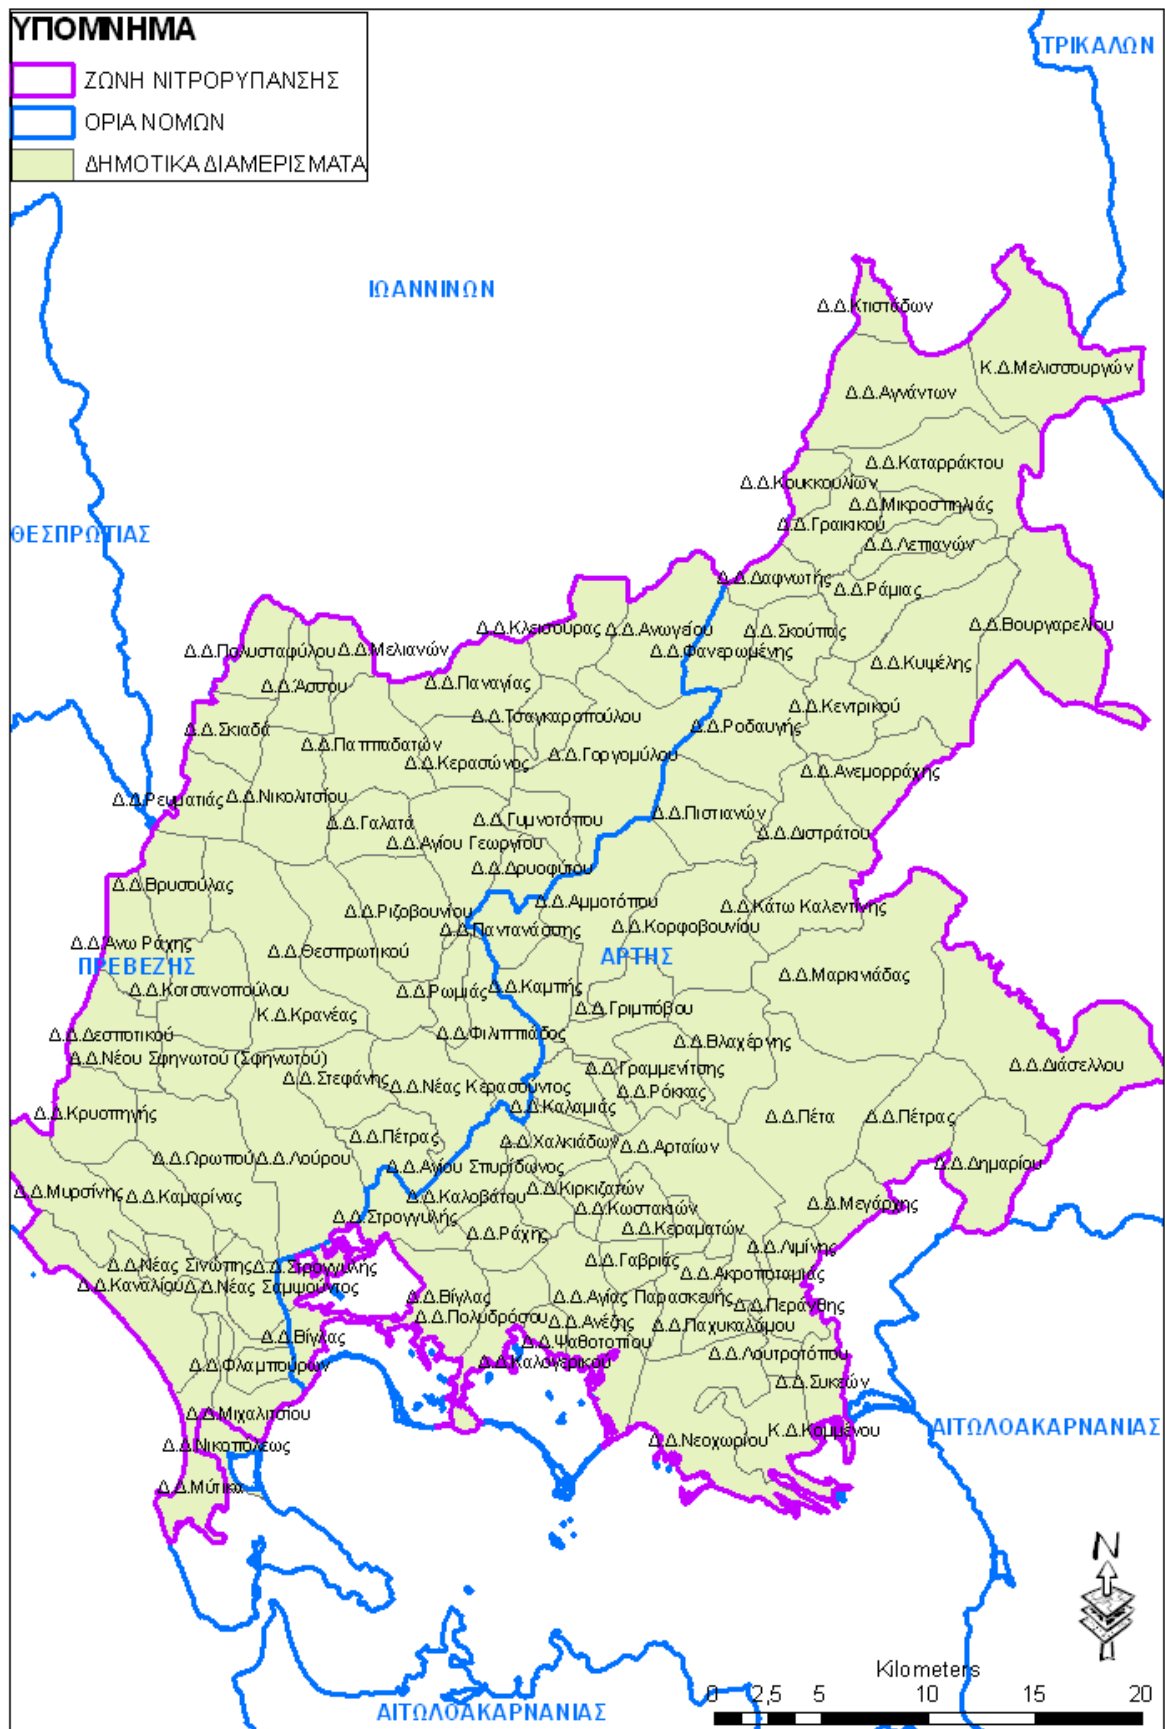 ΥΠΟΜΝΗΜΑ
ΖΩΝΗ ΝΙΤΡΟΡΥΠΑΝΣΗΣ
ΟΡΙΑ ΝΟΜΩΝ
ΔΗΜΟΤΙΚΑ ΔΙΑΜΕΡΙΣΜΑΤΑ
ΤΡΙΚΑΛΩΝ
ΙΩΑΝΝΙΝΩΝ
Δ.Δ.Κτιστάδων
Κ.Δ.Μελισσουργών
Δ.Δ.Αγνάντων
Δ.Δ.Καταρράκτου
Δ.Δ.Κουκκουλίων
Δ.Δ.Μικροσπηλιάς
Δ.Δ.Γραικικού
ΘΕΣΠΡΩΤΙΑΣ
Δ.Δ.Λεπιανών
Δ.Δ.Δαφνωτής
Δ.Δ.Ράμιας
Δ.Δ.Κλεισούρας
Δ.Δ.Ανωγείου
Δ.Δ.Σκούπας
Δ.Δ.Βουργαρελίου
Δ.Δ.Πολυσταφύλου
Δ.Δ.Μελιανών
Δ.Δ.Φανερωμένης
Δ.Δ.Κυψέλης
Δ.Δ.Άσσου
Δ.Δ.Παναγίας
Δ.Δ.Κεντρικού
Δ.Δ.Τσαγκαροπούλου
Δ.Δ.Σκιαδά
Δ.Δ.Ροδαυγής
Δ.Δ.Παππαδατών
Δ.Δ.Γοργομύλου
Δ.Δ.Κερασώνος
Δ.Δ.Ανεμορράχης
Δ.Δ.Ρευματιάς
Δ.Δ.Νικολιτσίου
Δ.Δ.Πιστιανών
Δ.Δ.Γαλατά
Δ.Δ.Γυμνοτόπου
Δ.Δ.Διστράτου
Δ.Δ.Αγίου Γεωργίου
Δ.Δ.Δρυοφύτου
Δ.Δ.Βρυσούλας
Δ.Δ.Αμμοτόπου
Δ.Δ.Κάτω Καλεντίνης
Δ.Δ.Ριζοβουνίου
Δ.Δ.Παντανάσσης
Δ.Δ.Κορφοβουνίου
Δ.Δ.Άνω Ράχης
Δ.Δ.Θεσπρωτικού
ΑΡΤΗΣ
ΠΡΕΒΕΖΗΣ
Δ.Δ.Μαρκινιάδας
Δ.Δ.Κοτσανοπούλου
Δ.Δ.Ρωμιάς
Δ.Δ.Καμπής
Δ.Δ.Γριμπόβου
Κ.Δ.Κρανέας
Δ.Δ.Δεσποτικού
Δ.Δ.Φιλιππιάδος
Δ.Δ.Βλαχέρνης
Δ.Δ.Νέου Σφηνωτού (Σφηνωτού)
Δ.Δ.Διάσελλου
Δ.Δ.Γραμμενίτσης
Δ.Δ.Στεφάνης
Δ.Δ.Νέας Κερασούντος
Δ.Δ.Ρόκκας
Δ.Δ.Καλαμιάς
Δ.Δ.Κρυοπηγής
Δ.Δ.Πέτα
Δ.Δ.Πέτρας
Δ.Δ.Πέτρας
Δ.Δ.Χαλκιάδων
Δ.Δ.Αρταίων
Δ.Δ.Ωρωπού
Δ.Δ.Λούρου
Δ.Δ.Αγίου Σπυρίδωνος
Δ.Δ.Δημαρίου
Δ.Δ.Μυρσίνης
Δ.Δ.Καμαρίνας
Δ.Δ.Καλοβάτου
Δ.Δ.Κιρκιζατών
Δ.Δ.Μεγάρχης
Δ.Δ.Στρογγυλής
Δ.Δ.Κωστακιών
Δ.Δ.Ράχης
Δ.Δ.Κεραματών
Δ.Δ.Λιμίνης
Δ.Δ.Νέας Σινώπης
Δ.Δ.Στρογγυλής
Δ.Δ.Γαβριάς
Δ.Δ.Ακροποταμιάς
Δ.Δ.Καναλίου
Δ.Δ.Νέας Σαμψούντος
Δ.Δ.Βίγλας
Δ.Δ.Αγίας Παρασκευής
Δ.Δ.Περάνθης
Δ.Δ.Πολυδρόσου
Δ.Δ.Ανέζης
Δ.Δ.Παχυκαλάμου
Δ.Δ.Βίγλας
Δ.Δ.Ψαθοτοπίου
Δ.Δ.Λουτροτόπου
Δ.Δ.Φλαμπούρων
Δ.Δ.Καλογερικού
Δ.Δ.Συκεών
Δ.Δ.Μιχαλιτσίου
Κ.Δ.Κομμένου
ΑΙΤΩΛΟΑΚΑΡΝΑΝΙΑΣ
Δ.Δ.Νικοπόλεως
Δ.Δ.Νεοχωρίου
Δ.Δ.Μύτικα
N
Kilometers
0 2,5 5 10 15 20
ΑΙΤΩΛΟΑΚΑΡΝΑΝΙΑΣ